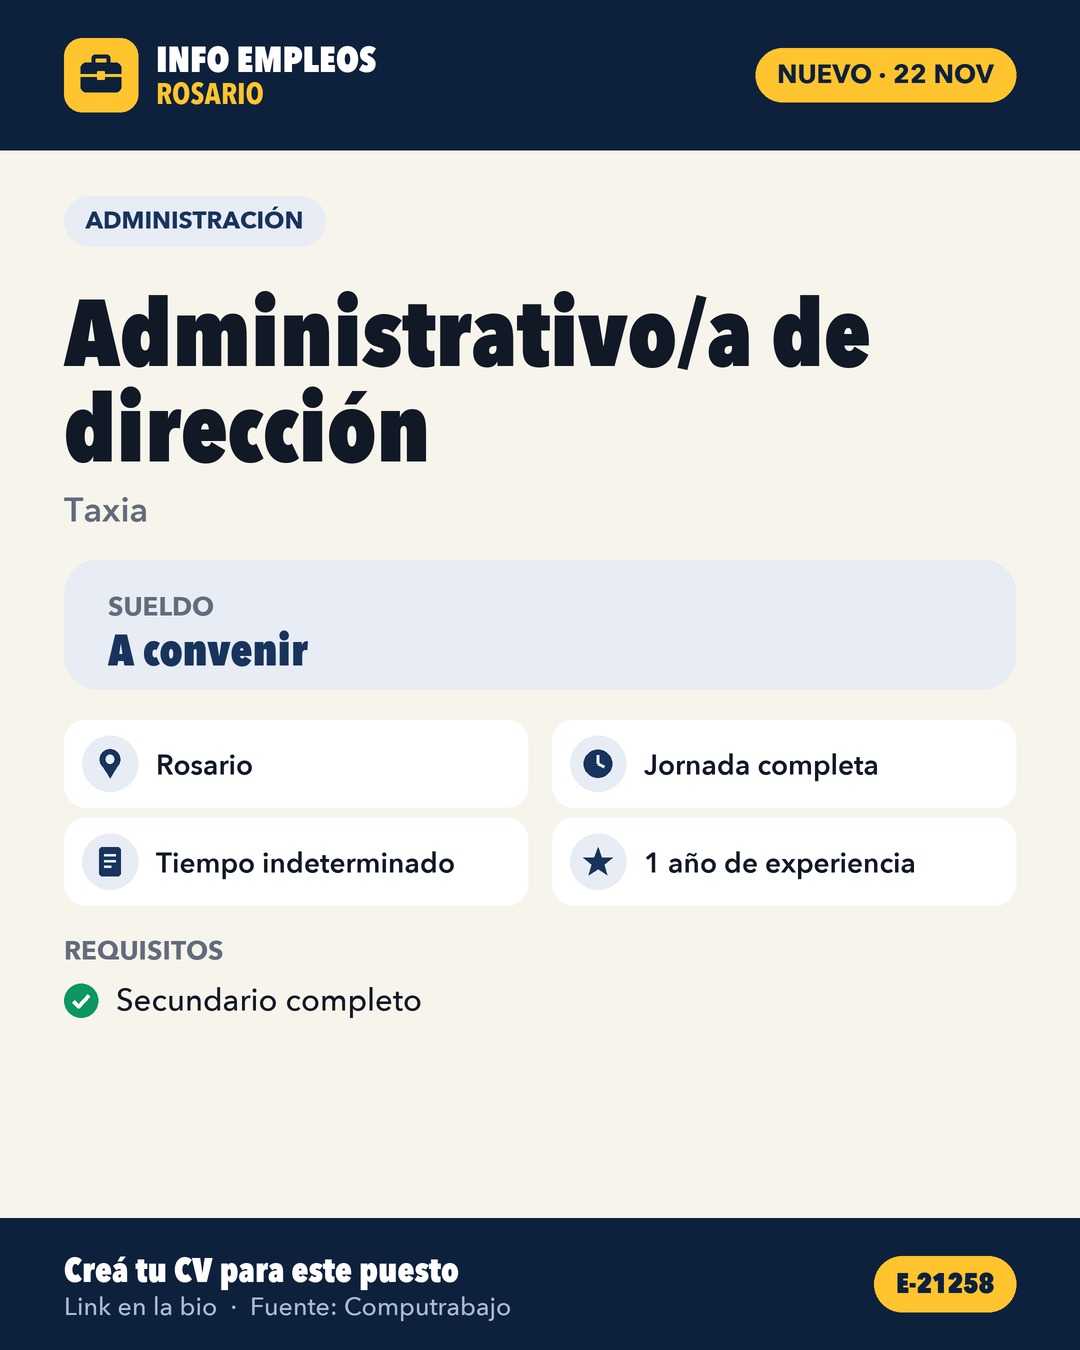 INFO EMPLEOS
ROSARIO
NUEVO · 22 NOV
ADMINISTRACIÓN
Administrativo/a de
dirección
Taxia
SUELDO
A convenir
Rosario
Jornada completa
Tiempo indeterminado
1 año de experiencia
REQUISITOS
Secundario completo
Creá tu CV para este puesto
Link en la bio · Fuente: Computrabajo
E-21258